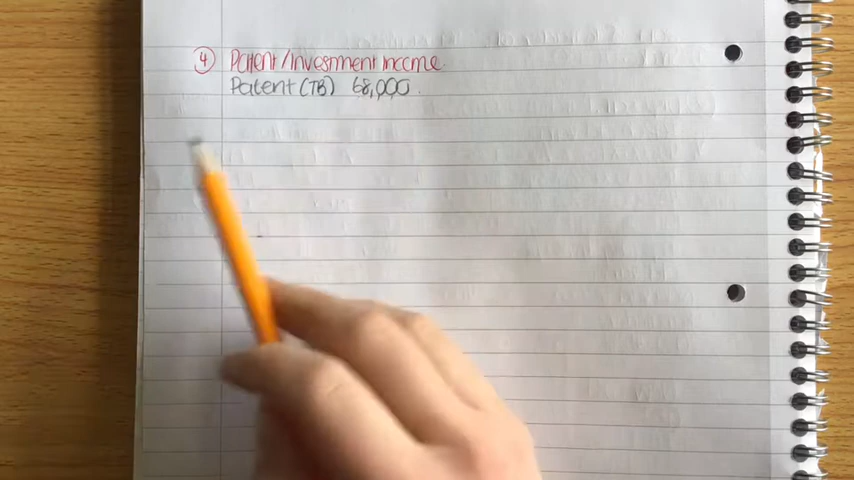 ④ Patent/Investment Income
Patent (TB) 68,000